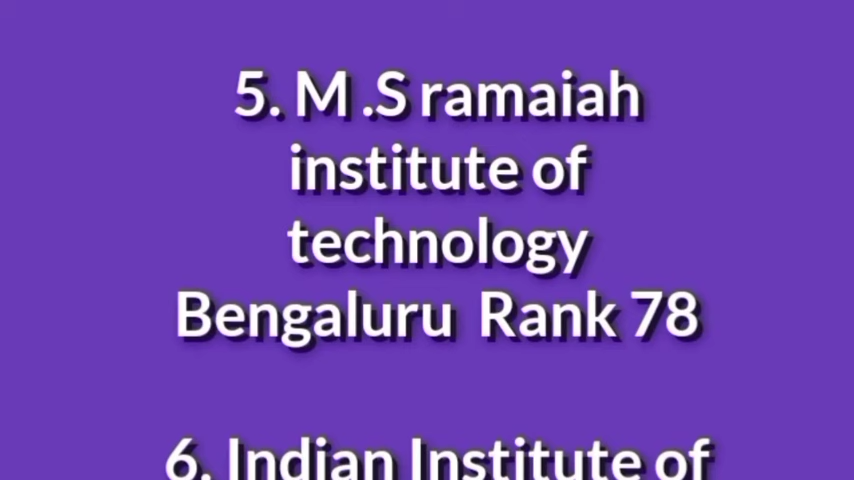 5. M .S ramaiah
institute of
technology
Bengaluru Rank 78
6. Indian Institute of